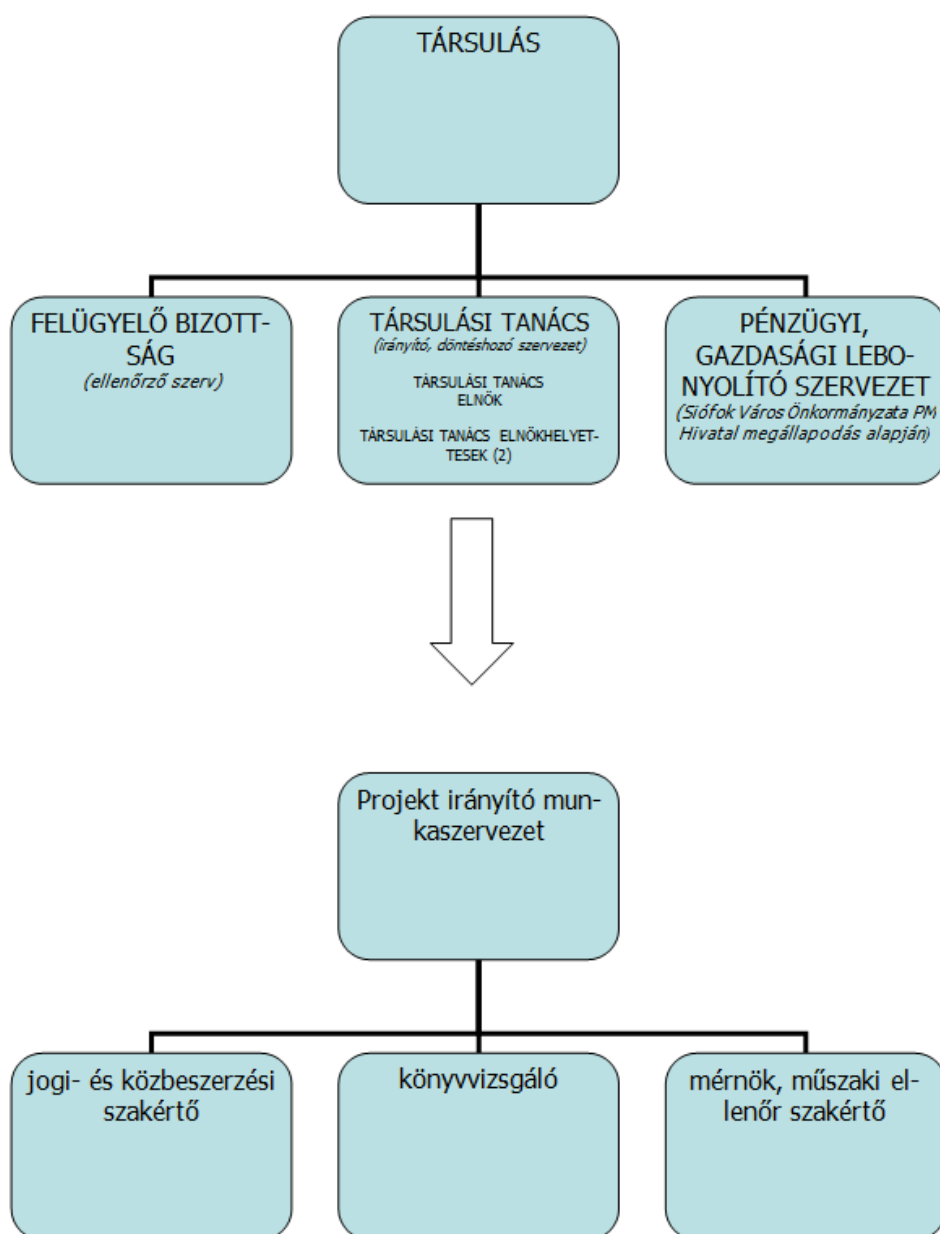 TÁRSULÁS
FELÜGYELŐ BIZOTT-
SÁG
(ellenőrző szerv)
TÁRSULÁSI TANÁCS
(irányító, döntéshozó szervezet)
TÁRSULÁSI TANÁCS
ELNÖK
TÁRSULÁSI TANÁCS ELNÖKHELYET-
TESEK (2)
PÉNZÜGYI,
GAZDASÁGI LEBO-
NYOLÍTÓ SZERVEZET
(Siófok Város Önkormányzata PM
Hivatal megállapodás alapján)
Projekt irányító mun-
kaszervezet
jogi- és közbeszerzési
szakértő
könyvvizsgáló
mérnök, műszaki el-
lenőr szakértő